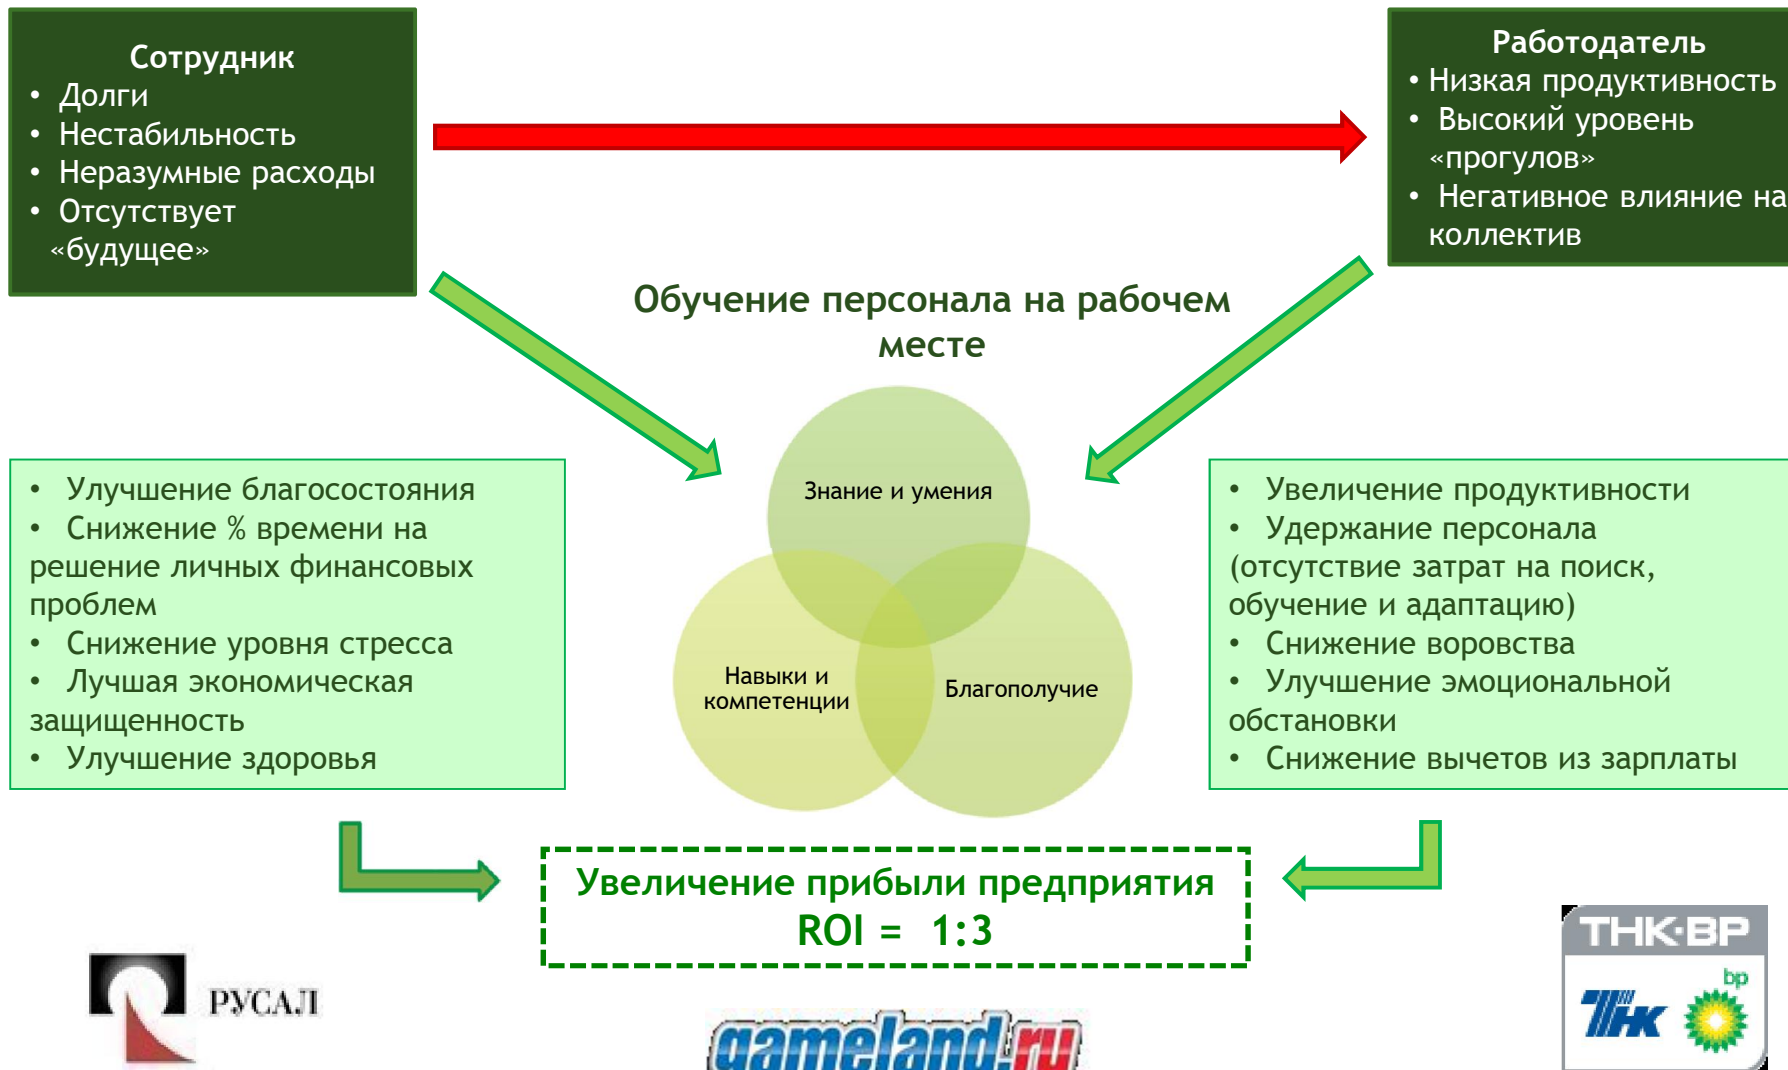 Сотрудник
• Долги
• Нестабильность
• Неразумные расходы
• Отсутствует
«будущее»
Работодатель
• Низкая продуктивность
• Высокий уровень
«прогулов»
• Негативное влияние на
коллектив
Обучение персонала на рабочем
месте
Знание и умения
Навыки и
компетенции
Благополучие
• Улучшение благосостояния
• Снижение % времени на
решение личных финансовых
проблем
• Снижение уровня стресса
• Лучшая экономическая
защищенность
• Улучшение здоровья
• Увеличение продуктивности
• Удержание персонала
(отсутствие затрат на поиск,
обучение и адаптацию)
• Снижение воровства
• Улучшение эмоциональной
обстановки
• Снижение вычетов из зарплаты
Увеличение прибыли предприятия
ROI = 1:3
РУСАЛ
gameland.ru
ТНК·BP
bp
ТНК